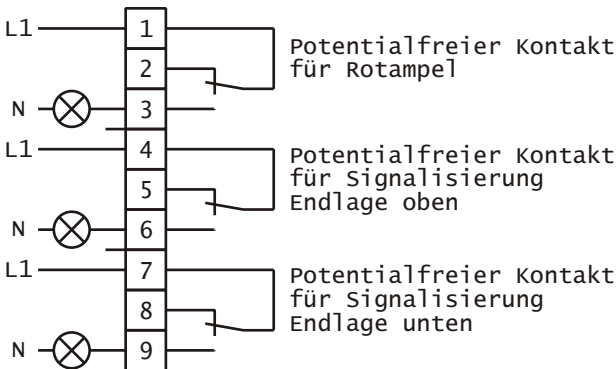 L1 1
2
N 3
Potentialfreier Kontakt
für Rotampel
L1 4
5
N 6
Potentialfreier Kontakt
für Signalisierung
Endlage oben
L1 7
8
N 9
Potentialfreier Kontakt
für Signalisierung
Endlage unten